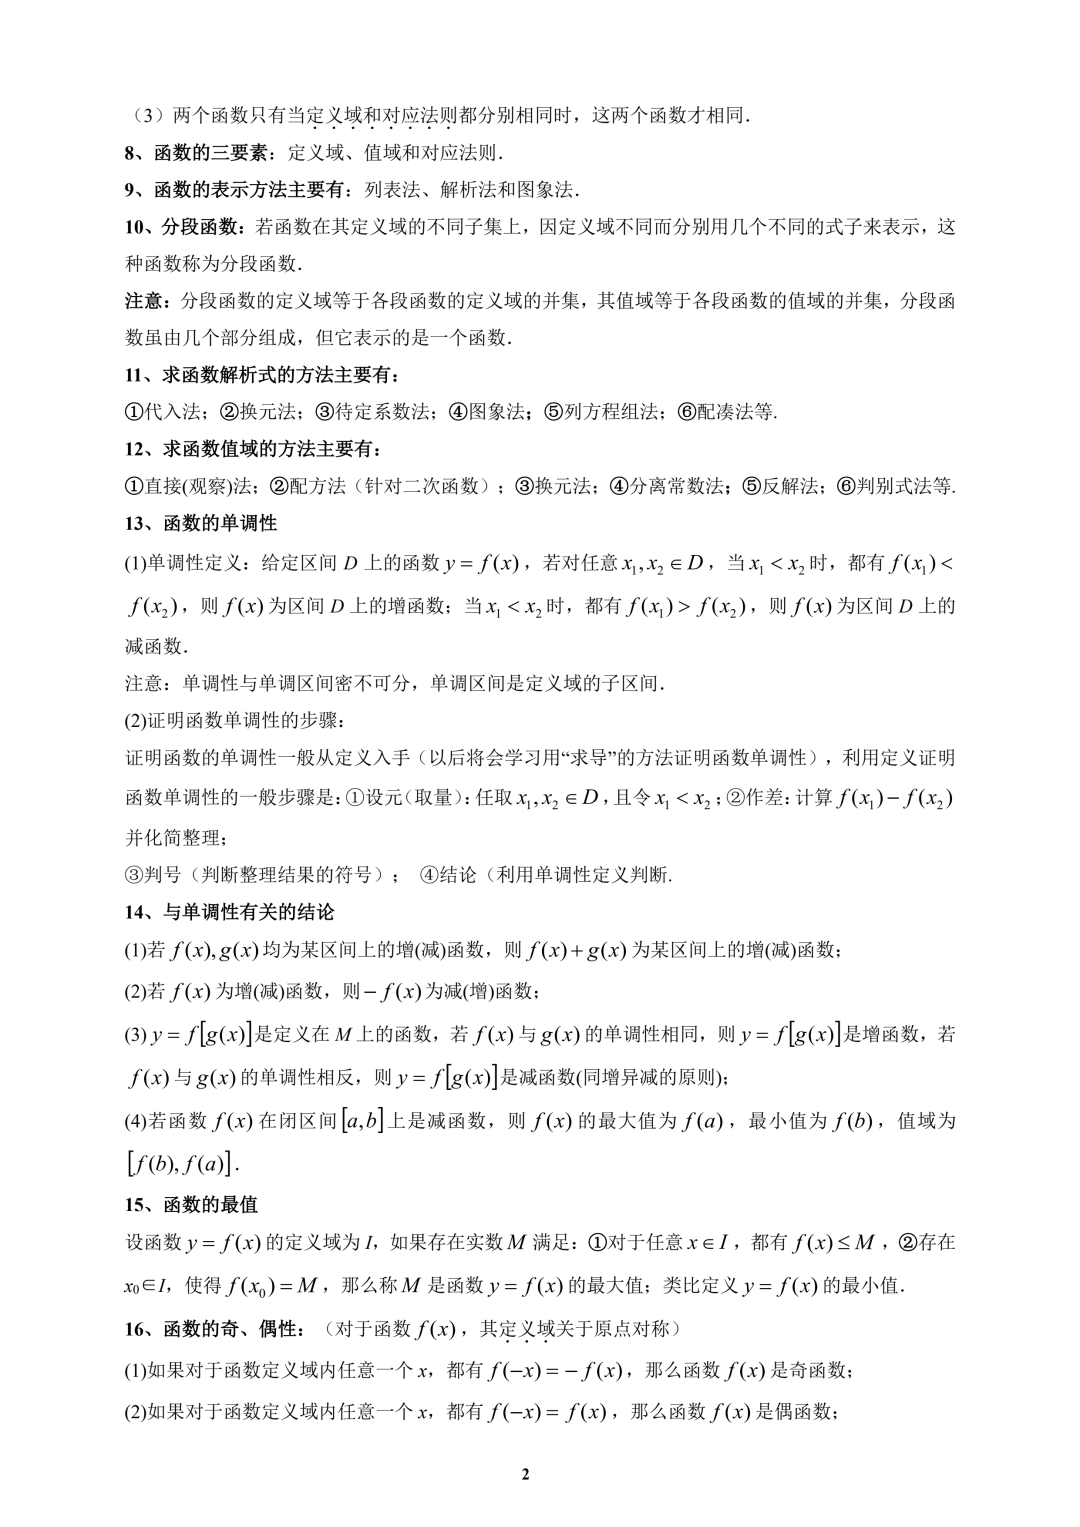 （3）两个函数只有当定义域和对应法则都分别相同时，这两个函数才相同．
8、函数的三要素：定义域、值域和对应法则．
9、函数的表示方法主要有：列表法、解析法和图象法．
10、分段函数：若函数在其定义域的不同子集上，因定义域不同而分别用几个不同的式子来表示，这
种函数称为分段函数．
注意：分段函数的定义域等于各段函数的定义域的并集，其值域等于各段函数的值域的并集，分段函
数虽由几个部分组成，但它表示的是一个函数．
11、求函数解析式的方法主要有：
①代入法；②换元法；③待定系数法；④图象法；⑤列方程组法；⑥配凑法等.
12、求函数值域的方法主要有：
①直接(观察)法；②配方法（针对二次函数）；③换元法；④分离常数法；⑤反解法；⑥判别式法等.
13、函数的单调性
(1)单调性定义：给定区间 D 上的函数 y = f(x)，若对任意 x₁,x₂ ∈ D，当 x₁ < x₂ 时，都有 f(x₁) <
f(x₂)，则 f(x) 为区间 D 上的增函数；当 x₁ < x₂ 时，都有 f(x₁) > f(x₂)，则 f(x) 为区间 D 上的
减函数．
注意：单调性与单调区间密不可分，单调区间是定义域的子区间．
(2)证明函数单调性的步骤：
证明函数的单调性一般从定义入手（以后将会学习用“求导”的方法证明函数单调性），利用定义证明
函数单调性的一般步骤是：①设元（取量）：任取 x₁,x₂ ∈ D，且令 x₁ < x₂；②作差：计算 f(x₁) − f(x₂)
并化简整理；
③判号（判断整理结果的符号）； ④结论（利用单调性定义判断.
14、与单调性有关的结论
(1)若 f(x), g(x) 均为某区间上的增(减)函数，则 f(x) + g(x) 为某区间上的增(减)函数；
(2)若 f(x) 为增(减)函数，则 − f(x) 为减(增)函数；
(3) y = f[g(x)]是定义在 M 上的函数，若 f(x) 与 g(x) 的单调性相同，则 y = f[g(x)]是增函数，若
f(x) 与 g(x) 的单调性相反，则 y = f[g(x)]是减函数(同增异减的原则)；
(4)若函数 f(x) 在闭区间 [a,b] 上是减函数，则 f(x) 的最大值为 f(a)，最小值为 f(b)，值域为
[f(b), f(a)]．
15、函数的最值
设函数 y = f(x) 的定义域为 I，如果存在实数 M 满足：①对于任意 x ∈ I，都有 f(x) ≤ M，②存在
x₀∈I，使得 f(x₀) = M，那么称 M 是函数 y = f(x) 的最大值；类比定义 y = f(x) 的最小值．
16、函数的奇、偶性：（对于函数 f(x)，其定义域关于原点对称）
(1)如果对于函数定义域内任意一个 x，都有 f(−x) = − f(x)，那么函数 f(x) 是奇函数；
(2)如果对于函数定义域内任意一个 x，都有 f(−x) = f(x)，那么函数 f(x) 是偶函数；
2